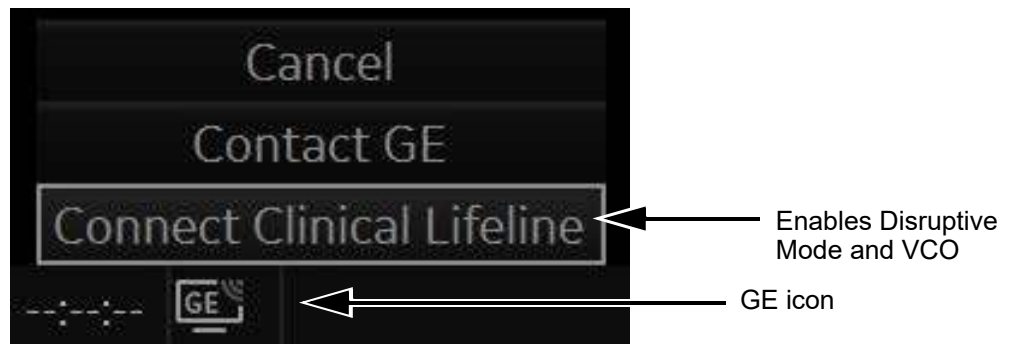 Cancel
Contact GE
Connect Clinical Lifeline
Enables Disruptive
Mode and VCO
--:--:-- GE
GE icon